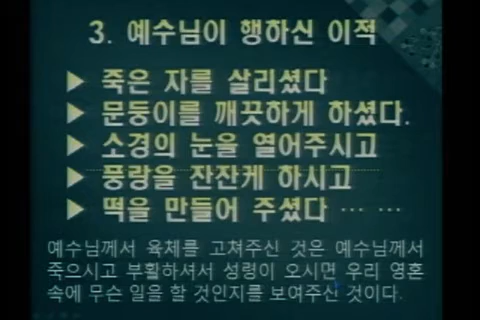 3. 예수님이 행하신 이적
▶ 죽은 자를 살리셨다
▶ 문둥이를 깨끗하게 하셨다.
▶ 소경의 눈을 열어주시고
▶ 풍랑을 잔잔케 하시고
▶ 떡을 만들어 주셨다 … …
예수님께서 육체를 고쳐주신 것은 예수님께서
죽으시고 부활하셔서 성령이 오시면 우리 영혼
속에 무슨 일을 할 것인지를 보여주신 것이다.